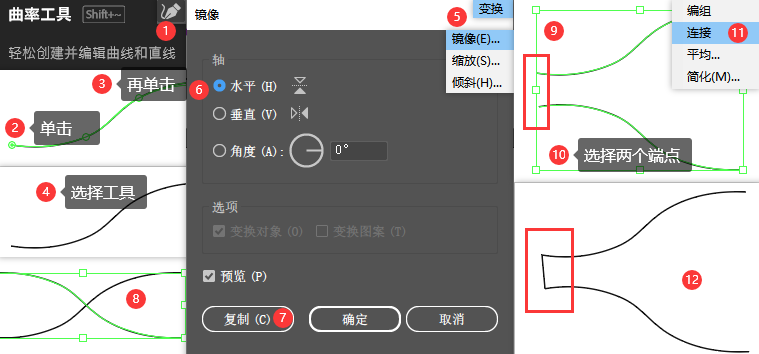 曲率工具 Shift+~
1
轻松创建并编辑曲线和直线
3 再单击
2 单击
4 选择工具
8
镜像
5 变换
镜像(E)...
缩放(S)...
倾斜(H)...
轴
6 水平 (H)
垂直 (V)
角度 (A): 0°
选项
变换对象 (O) 变换图案 (T)
预览 (P)
复制 (C) 7 确定 取消
9
编组
连接 11
平均...
简化(M)...
10 选择两个端点
12